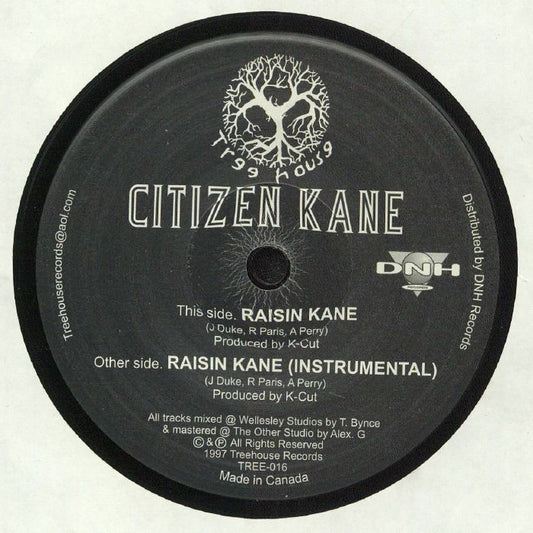 Tree house
CITIZEN KANE
Treehouserecords@aol.com
Distributed by DNH Records
DNH
RECORDS
This side. RAISIN KANE
(J Duke, R Paris, A Perry)
Produced by K-Cut
Other side. RAISIN KANE (INSTRUMENTAL)
(J Duke, R Paris, A Perry)
Produced by K-Cut
All tracks mixed @ Wellesley Studios by T. Bynce
& mastered @ The Other Studio by Alex. G
© & ℗ All Rights Reserved
1997 Treehouse Records
TREE-016
Made in Canada